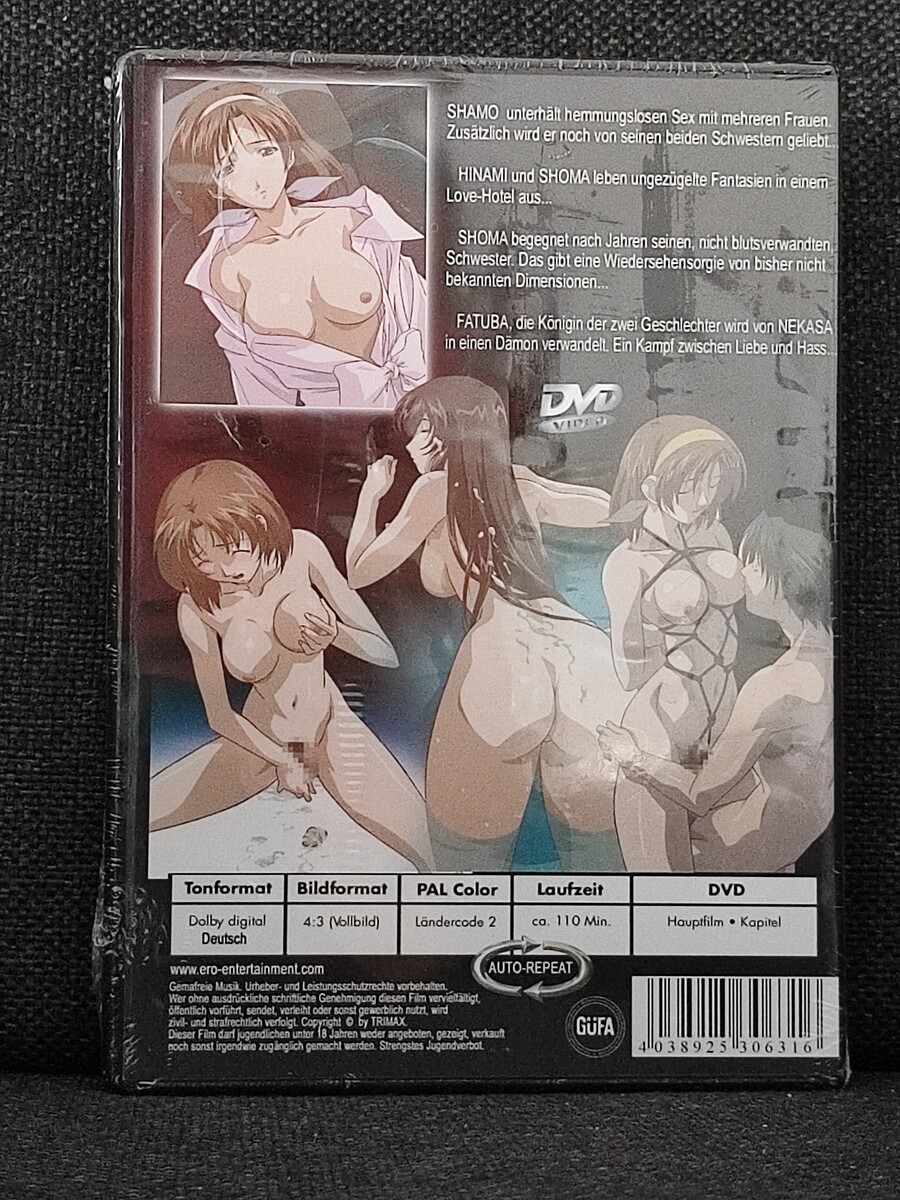 SHAMO unterhält hemmungslosen Sex mit mehreren Frauen.
Zusätzlich wird er noch von seinen beiden Schwestern geliebt...
HINAMI und SHOMA leben ungezügelte Fantasien in einem
Love-Hotel aus...
SHOMA begegnet nach Jahren seinen, nicht blutsverwandten,
Schwester. Das gibt eine Wiedersehensorgie von bisher nicht
bekannten Dimensionen...
FATUBA, die Königin der zwei Geschlechter wird von NEKASA
in einen Dämon verwandelt. Ein Kampf zwischen Liebe und Hass...
DVD
VIDEO
Tonformat Bildformat PAL Color Laufzeit DVD
Dolby digital 4:3 (Vollbild) Ländercode 2 ca. 110 Min. Hauptfilm • Kapitel
Deutsch
www.ero-entertainment.com
AUTO-REPEAT
Gemafreie Musik. Urheber- und Leistungsschutzrechte vorbehalten.
Wer ohne ausdrückliche schriftliche Genehmigung diesen Film vervielfältigt,
öffentlich vorführt, sendet, verleiht oder sonst gewerblich nutzt, wird
zivil- und strafrechtlich verfolgt. Copyright © by TRIMAX.
Dieser Film darf jugendlichen unter 18 Jahren weder angeboten, gezeigt, verkauft
noch sonst irgendwie zugänglich gemacht werden. Strengstes Jugendverbot.
GÜFA
4 038925 306316